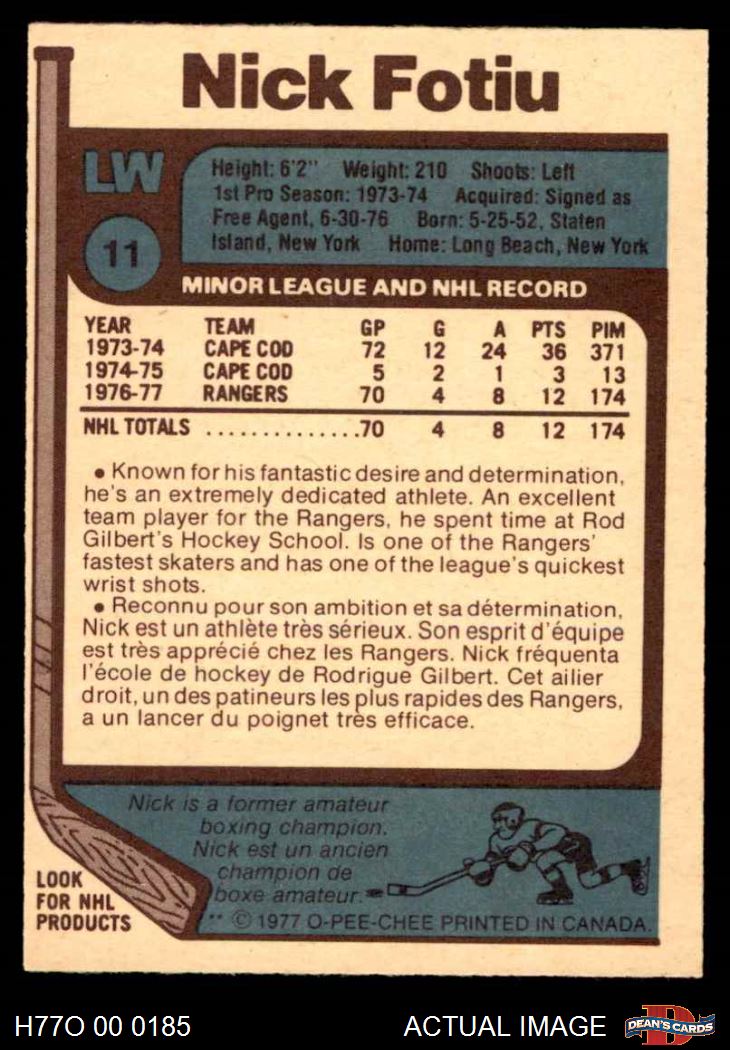 Nick Fotiu
LW
11
Height: 6'2" Weight: 210 Shoots: Left
1st Pro Season: 1973-74 Acquired: Signed as
Free Agent, 6-30-76 Born: 5-25-52, Staten
Island, New York Home: Long Beach, New York
MINOR LEAGUE AND NHL RECORD
YEAR TEAM GP G A PTS PIM
1973-74 CAPE COD 72 12 24 36 371
1974-75 CAPE COD 5 2 1 3 13
1976-77 RANGERS 70 4 8 12 174
NHL TOTALS ..............70 4 8 12 174
• Known for his fantastic desire and determination,
he's an extremely dedicated athlete. An excellent
team player for the Rangers, he spent time at Rod
Gilbert's Hockey School. Is one of the Rangers'
fastest skaters and has one of the league's quickest
wrist shots.
• Reconnu pour son ambition et sa détermination,
Nick est un athlète très sérieux. Son esprit d'équipe
est très apprécié chez les Rangers. Nick fréquenta
l'école de hockey de Rodrigue Gilbert. Cet ailier
droit, un des patineurs les plus rapides des Rangers,
a un lancer du poignet très efficace.
Nick is a former amateur
boxing champion.
Nick est un ancien
champion de
boxe amateur.
LOOK
FOR NHL
PRODUCTS
** © 1977 O-PEE-CHEE PRINTED IN CANADA.
H77O 00 0185
ACTUAL IMAGE
D
DEAN'S CARDS